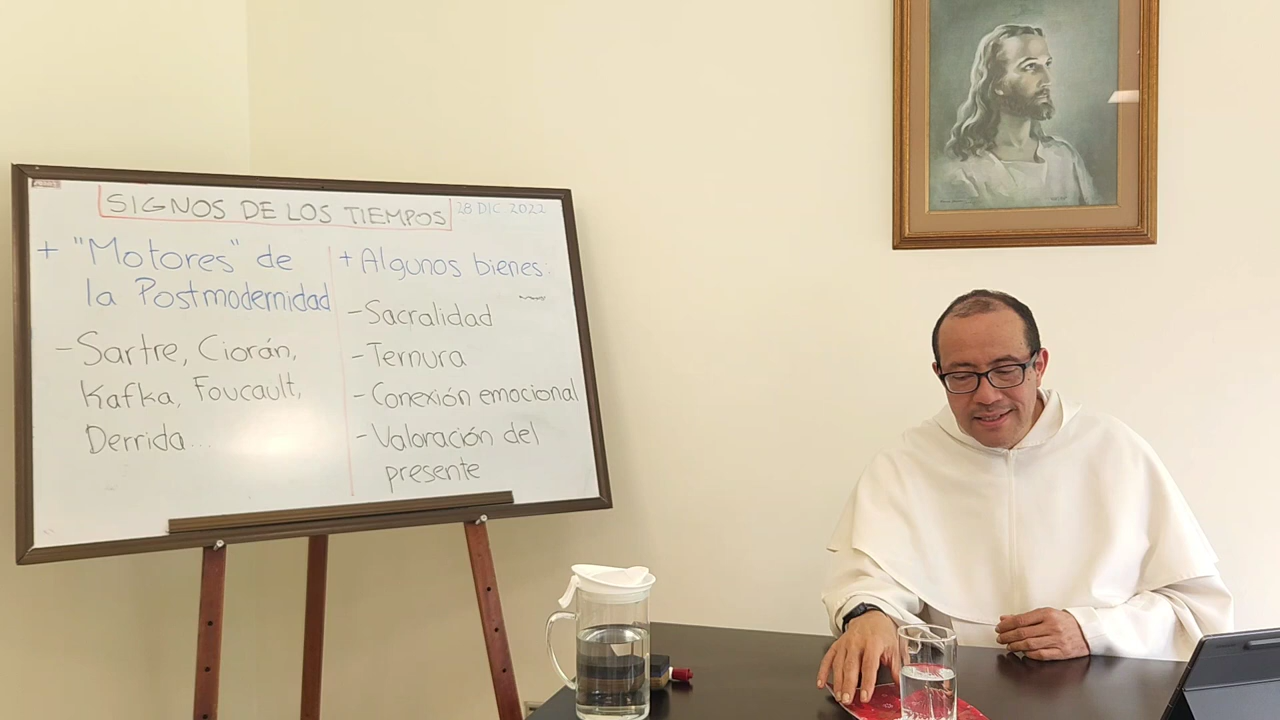 SIGNOS DE LOS TIEMPOS
28 DIC. 2022
+ "Motores" de
la Postmodernidad
- Sartre, Ciorán,
Kafka, Foucault,
Derrida...
+ Algunos bienes:
- Sacralidad
- Ternura
- Conexión emocional
- Valoración del
presente